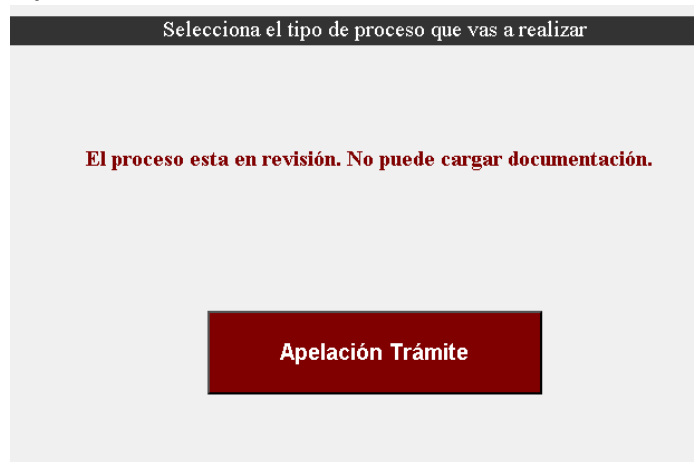 Selecciona el tipo de proceso que vas a realizar
El proceso esta en revisión. No puede cargar documentación.
Apelación Trámite